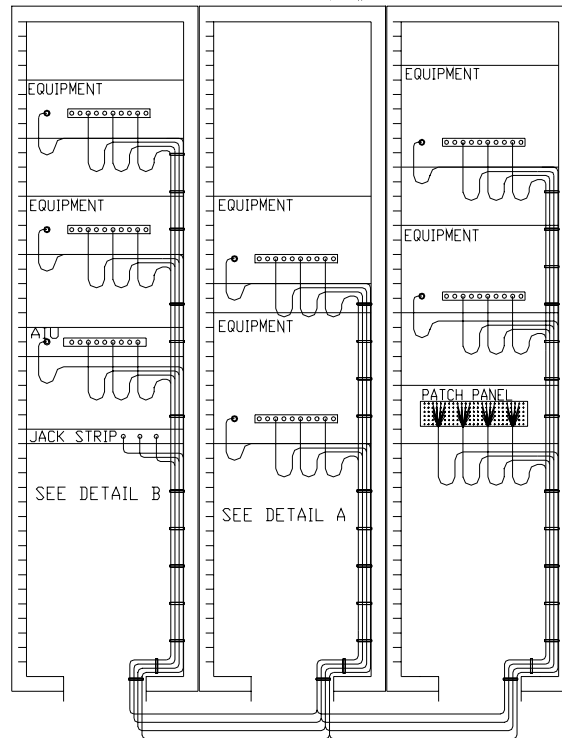 EQUIPMENT
EQUIPMENT
AIU
JACK STRIP
SEE DETAIL B
EQUIPMENT
EQUIPMENT
SEE DETAIL A
EQUIPMENT
EQUIPMENT
PATCH PANEL